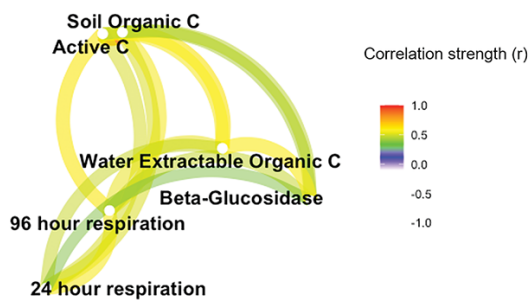 Soil Organic C
Active C
Correlation strength (r)
1.0
0.5
0.0
-0.5
-1.0
Water Extractable Organic C
Beta-Glucosidase
96 hour respiration
24 hour respiration